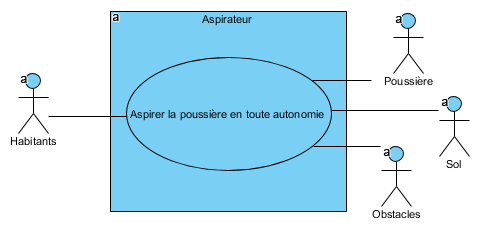 a
Aspirateur
a
Poussière
a
Habitants
Aspirer la poussière en toute autonomie
a
Sol
a
Obstacles